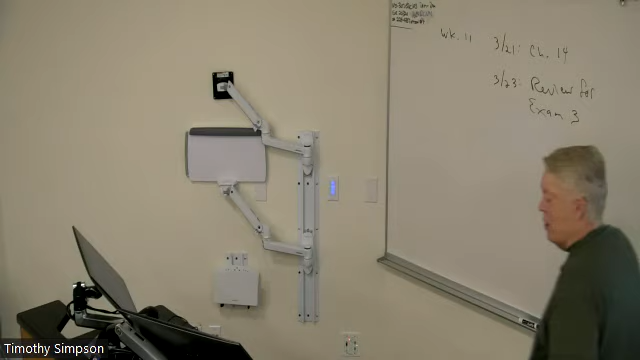 wk. 11
3/21: Ch. 14
3/23: Review for
Exam 3
Timothy Simpson